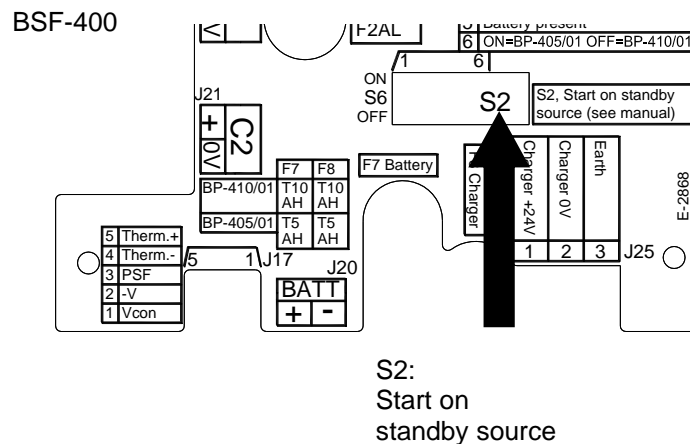 BSF-400
0V
F2AL
Battery present
6 ON=BP-405/01 OFF=BP-410/01
1 6
ON
S6
OFF
S2
S2, Start on standby
source (see manual)
J21
+ 0V
C2
F7 F8
BP-410/01 T10 AH T10 AH
BP-405/01 T5 AH T5 AH
F7 Battery
Charger
Charger +24V
Charger 0V
Earth
1 2 3
J25
E-2868
5 Therm.+
4 Therm.-
3 PSF
2 -V
1 Vcon
5 1
J17
J20
BATT
+ -
S2:
Start on
standby source